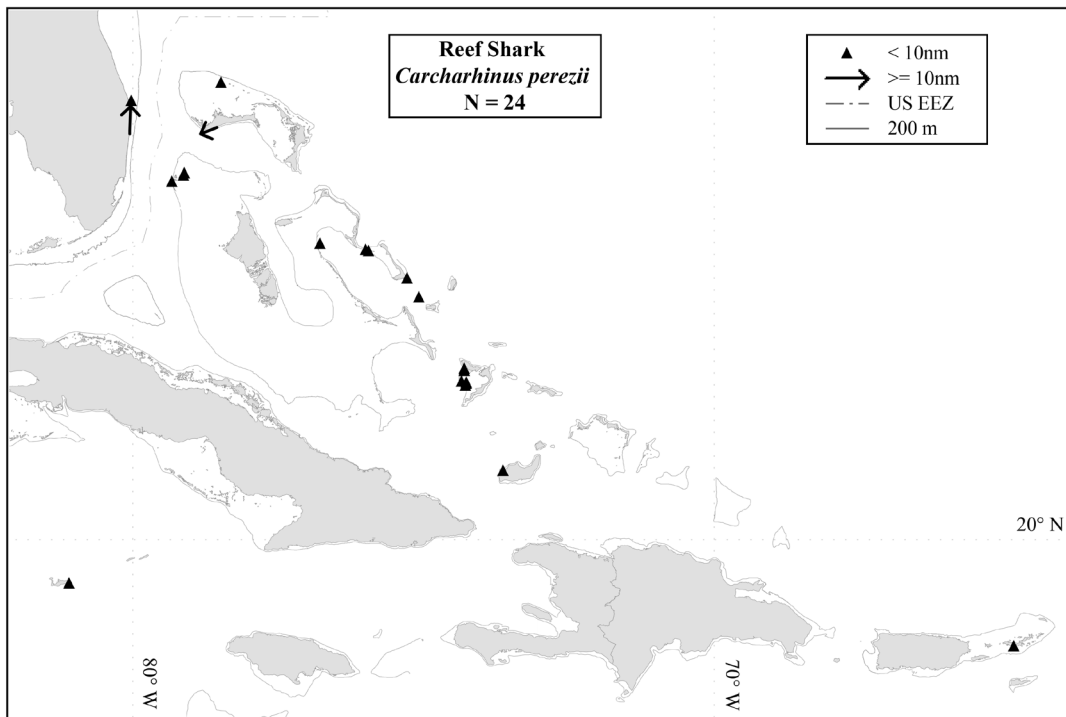 Reef Shark
Carcharhinus perezii
N = 24
< 10nm
>= 10nm
US EEZ
200 m
20° N
80° W
70° W